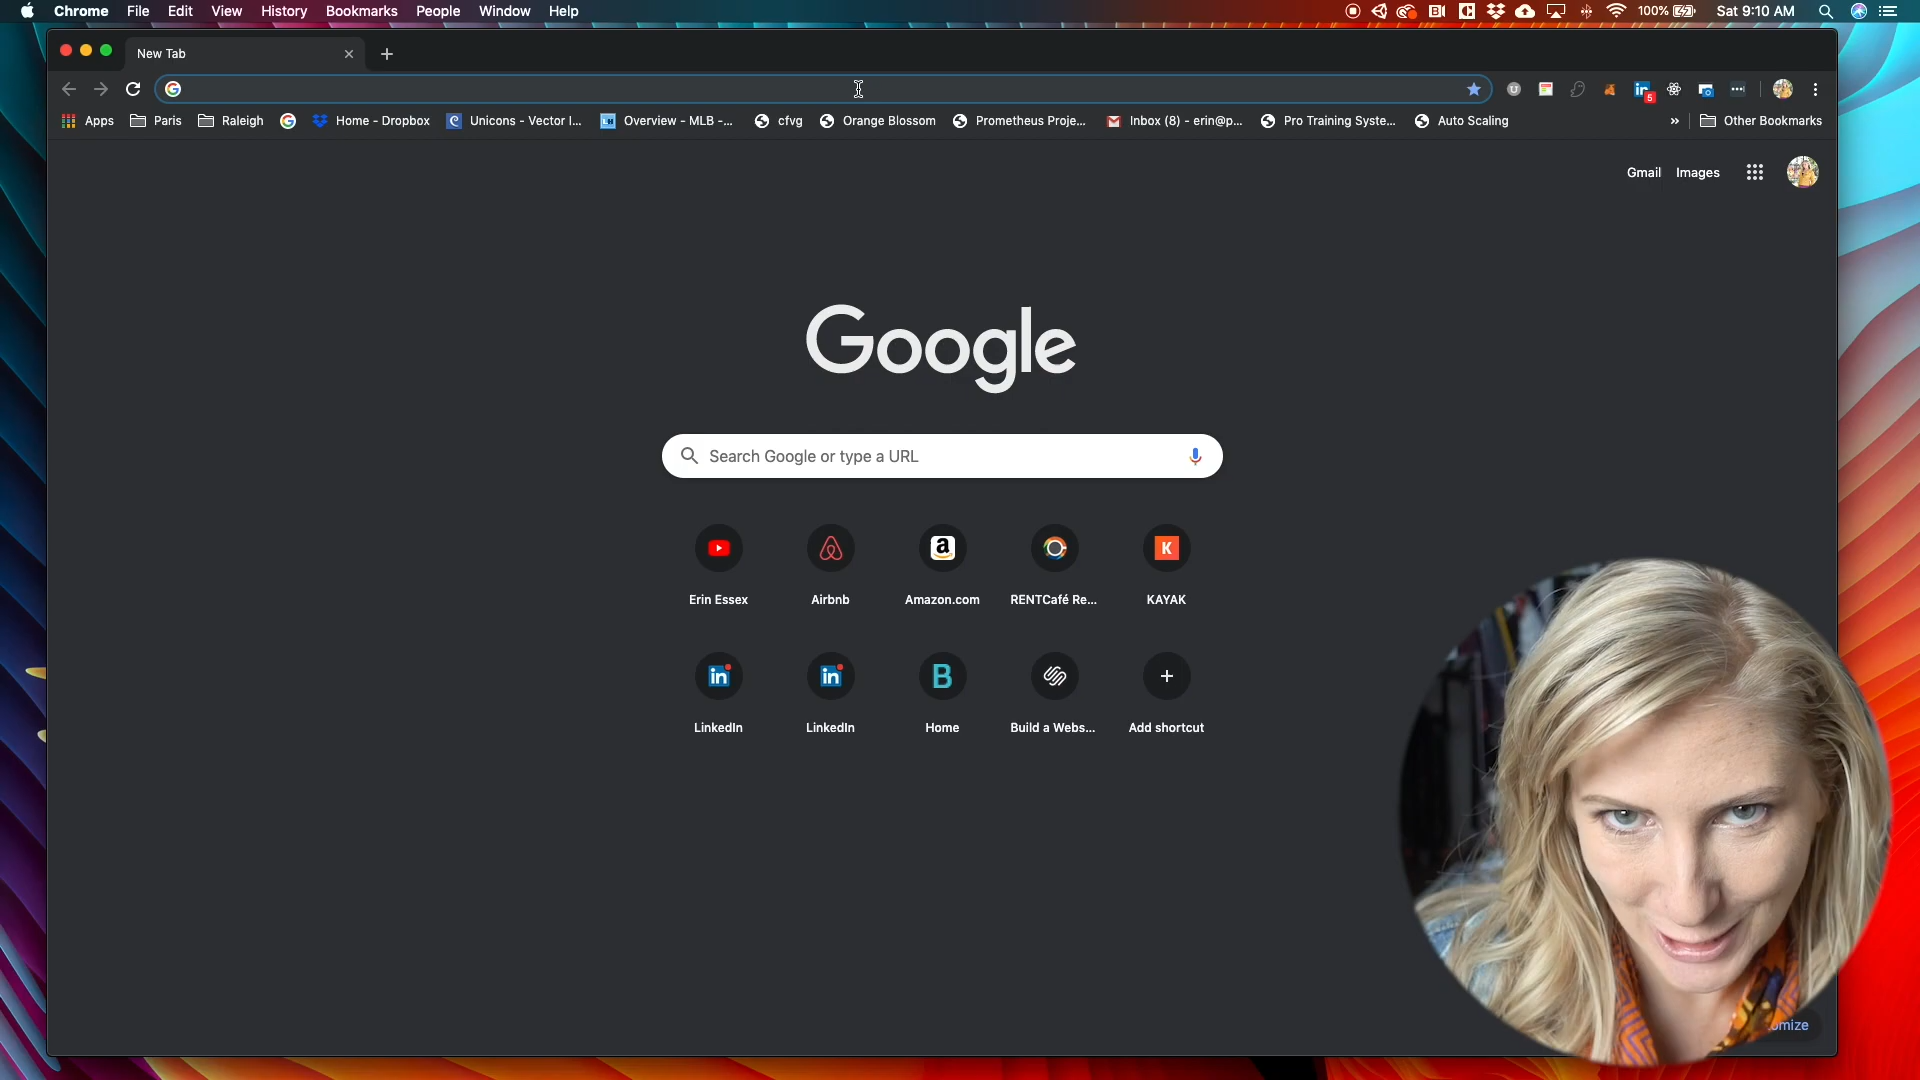 Chrome File Edit View History Bookmarks People Window Help 100% Sat 9:10 AM
New Tab
5
Apps Paris Raleigh Home - Dropbox Unicons - Vector I... Overview - MLB -... cfvg Orange Blossom Prometheus Proje... Inbox (8) - erin@p... Pro Training Syste... Auto Scaling » Other Bookmarks
Gmail Images
Google
Search Google or type a URL
Erin Essex Airbnb Amazon.com RENTCafé Re... KAYAK
LinkedIn LinkedIn Home Build a Webs... Add shortcut
omize